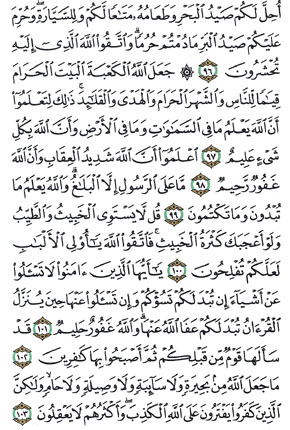 أُحِلَّ لَكُمْ صَيْدُ ٱلْبَحْرِ وَطَعَامُهُۥ مَتَٰعًا لَّكُمْ وَلِلسَّيَّارَةِ ۖ وَحُرِّمَ
عَلَيْكُمْ صَيْدُ ٱلْبَرِّ مَا دُمْتُمْ حُرُمًا ۗ وَٱتَّقُوا۟ ٱللَّهَ ٱلَّذِىٓ إِلَيْهِ
تُحْشَرُونَ ٩٦ ۞ جَعَلَ ٱللَّهُ ٱلْكَعْبَةَ ٱلْبَيْتَ ٱلْحَرَامَ
قِيَٰمًا لِّلنَّاسِ وَٱلشَّهْرَ ٱلْحَرَامَ وَٱلْهَدْىَ وَٱلْقَلَٰٓئِدَ ۚ ذَٰلِكَ لِتَعْلَمُوٓا۟
أَنَّ ٱللَّهَ يَعْلَمُ مَا فِى ٱلسَّمَٰوَٰتِ وَمَا فِى ٱلْأَرْضِ وَأَنَّ ٱللَّهَ بِكُلِّ
شَىْءٍ عَلِيمٌ ٩٧ ٱعْلَمُوٓا۟ أَنَّ ٱللَّهَ شَدِيدُ ٱلْعِقَابِ وَأَنَّ ٱللَّهَ
غَفُورٌ رَّحِيمٌ ٩٨ مَّا عَلَى ٱلرَّسُولِ إِلَّا ٱلْبَلَٰغُ ۗ وَٱللَّهُ يَعْلَمُ مَا
تُبْدُونَ وَمَا تَكْتُمُونَ ٩٩ قُل لَّا يَسْتَوِى ٱلْخَبِيثُ وَٱلطَّيِّبُ
وَلَوْ أَعْجَبَكَ كَثْرَةُ ٱلْخَبِيثِ ۚ فَٱتَّقُوا۟ ٱللَّهَ يَٰٓأُو۟لِى ٱلْأَلْبَٰبِ
لَعَلَّكُمْ تُفْلِحُونَ ١٠٠ يَٰٓأَيُّهَا ٱلَّذِينَ ءَامَنُوا۟ لَا تَسْـَٔلُوا۟
عَنْ أَشْيَآءَ إِن تُبْدَ لَكُمْ تَسُؤْكُمْ وَإِن تَسْـَٔلُوا۟ عَنْهَا حِينَ يُنَزَّلُ
ٱلْقُرْءَانُ تُبْدَ لَكُمْ عَفَا ٱللَّهُ عَنْهَا ۗ وَٱللَّهُ غَفُورٌ حَلِيمٌ ١٠١ قَدْ
سَأَلَهَا قَوْمٌ مِّن قَبْلِكُمْ ثُمَّ أَصْبَحُوا۟ بِهَا كَٰفِرِينَ ١٠٢
مَا جَعَلَ ٱللَّهُ مِنۢ بَحِيرَةٍ وَلَا سَآئِبَةٍ وَلَا وَصِيلَةٍ وَلَا حَامٍ ۙ وَلَٰكِنَّ
ٱلَّذِينَ كَفَرُوا۟ يَفْتَرُونَ عَلَى ٱللَّهِ ٱلْكَذِبَ ۖ وَأَكْثَرُهُمْ لَا يَعْقِلُونَ ١٠٣